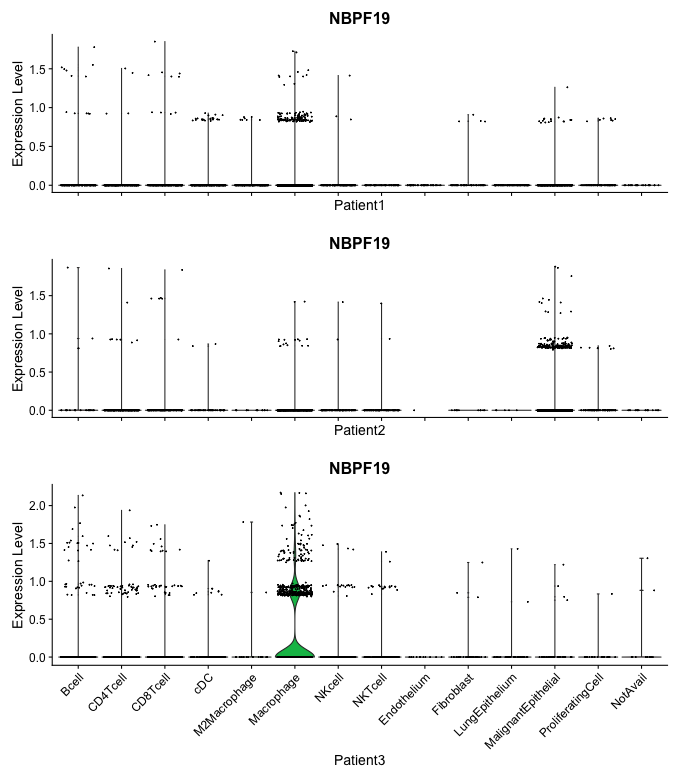 NBPF19
Expression Level
1.5
1.0
0.5
0.0
Patient1
NBPF19
Expression Level
1.5
1.0
0.5
0.0
Patient2
NBPF19
Expression Level
2.0
1.5
1.0
0.5
0.0
Bcell
CD4Tcell
CD8Tcell
cDC
M2Macrophage
Macrophage
NKcell
NKTcell
Endothelium
Fibroblast
LungEpithelium
MalignantEpithelial
ProliferatingCell
NotAvail
Patient3